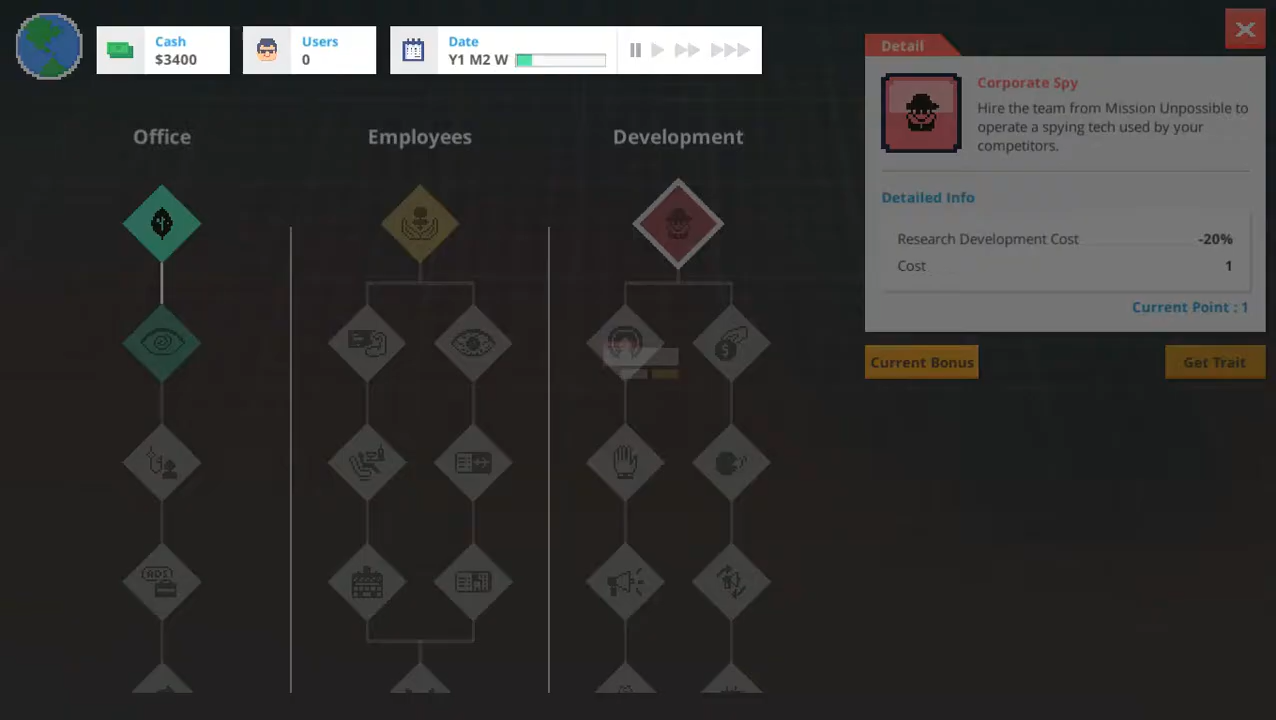 Cash
$3400
Users
0
Date
Y1 M2 W
Detail
Corporate Spy
Hire the team from Mission Unpossible to
operate a spying tech used by your
competitors.
Detailed Info
Research Development Cost -20%
Cost 1
Current Point : 1
Current Bonus
Get Trait
Office
Employees
Development